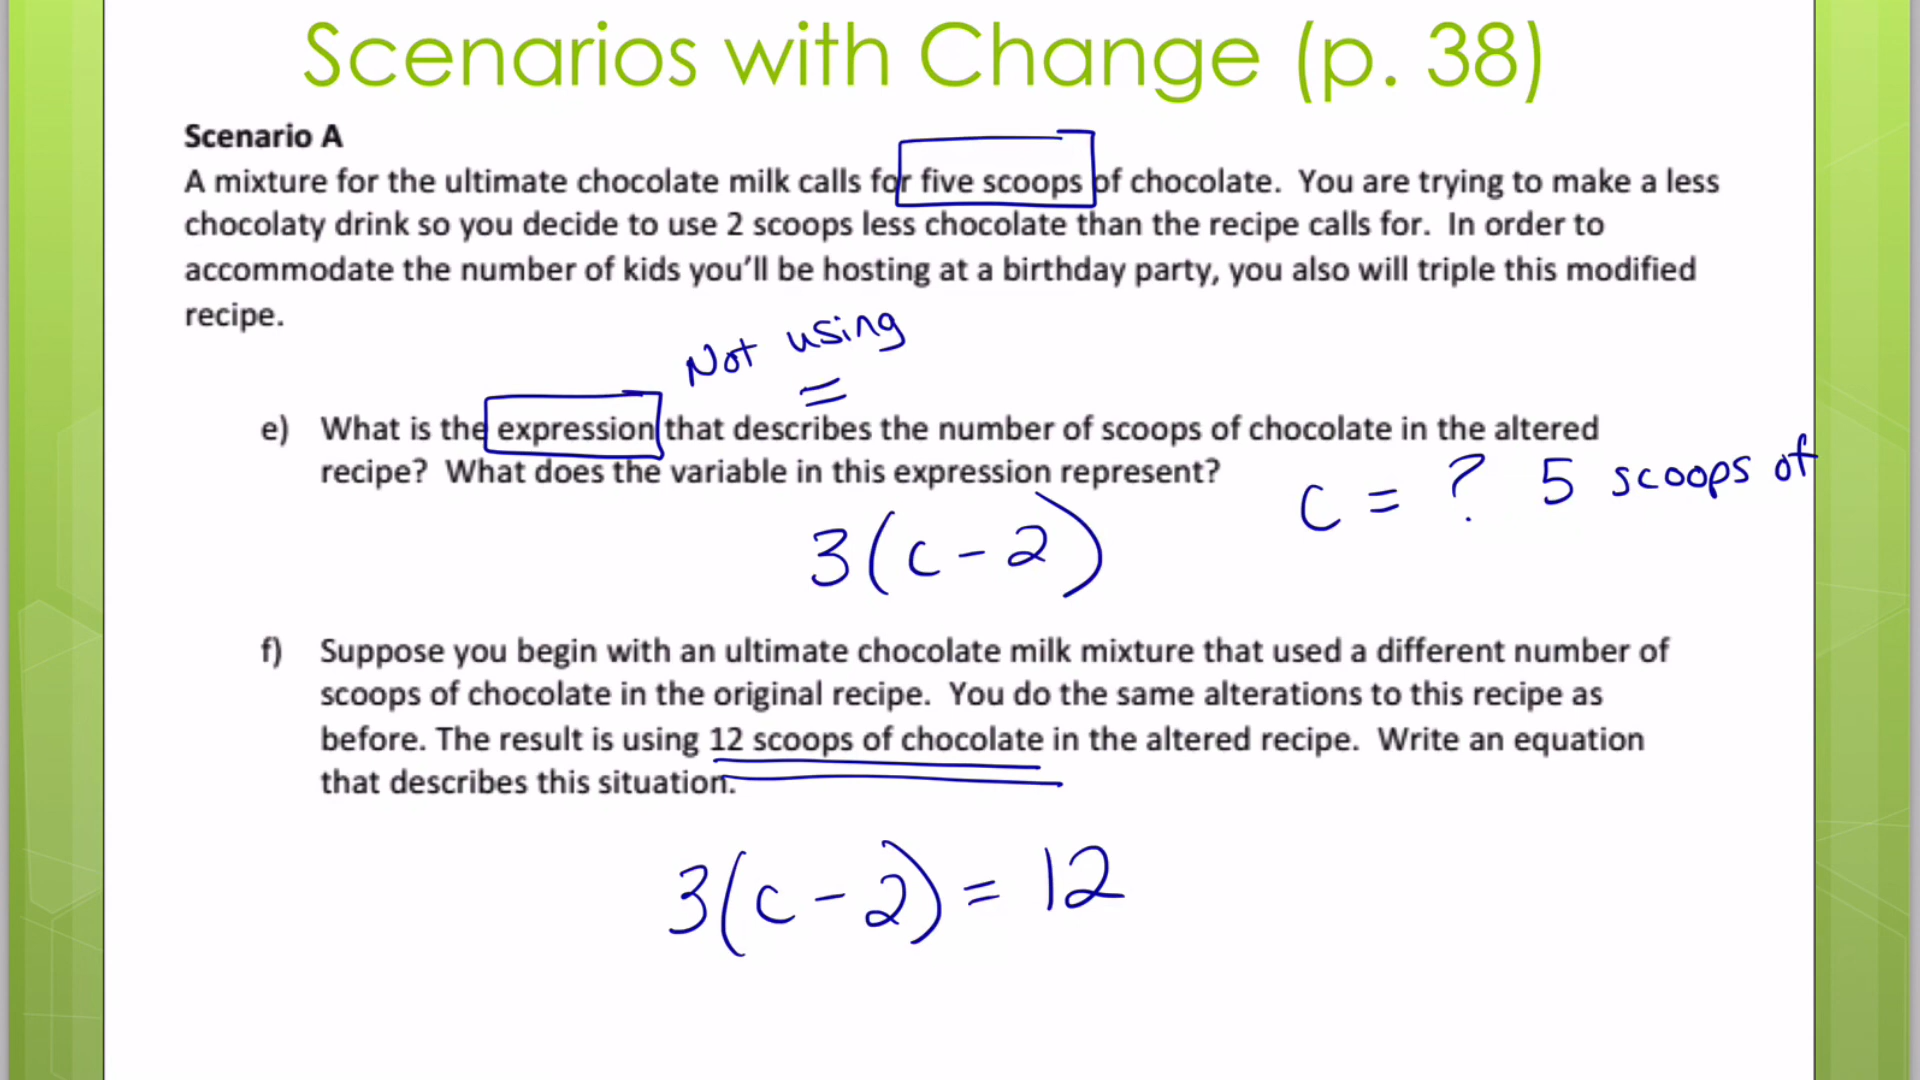 Scenarios with Change (p. 38)
Scenario A
A mixture for the ultimate chocolate milk calls for five scoops of chocolate. You are trying to make a less
chocolaty drink so you decide to use 2 scoops less chocolate than the recipe calls for. In order to
accommodate the number of kids you'll be hosting at a birthday party, you also will triple this modified
recipe.
Not using
=
e) What is the expression that describes the number of scoops of chocolate in the altered
recipe? What does the variable in this expression represent?
c = ? 5 scoops of
3(c-2)
f) Suppose you begin with an ultimate chocolate milk mixture that used a different number of
scoops of chocolate in the original recipe. You do the same alterations to this recipe as
before. The result is using 12 scoops of chocolate in the altered recipe. Write an equation
that describes this situation.
3(c-2) = 12